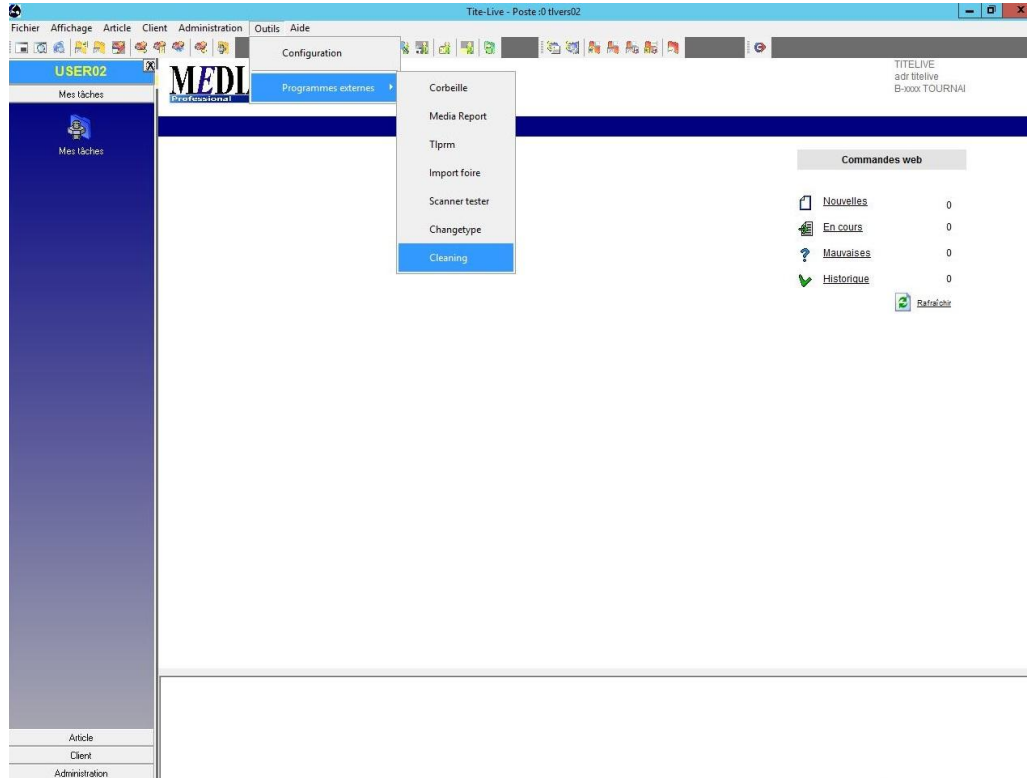 Tite-Live - Poste :0 tlvers02
Fichier Affichage Article Client Administration Outils Aide
USER02
Mes tâches
Mes tâches
Configuration
Programmes externes
Corbeille
Media Report
Tlprm
Import foire
Scanner tester
Changetype
Cleaning
MEDI
Professional
TITELIVE
adr titelive
B-xxxx TOURNAI
Commandes web
Nouvelles 0
En cours 0
Mauvaises 0
Historique 0
Rafraîchir
Article
Client
Administration